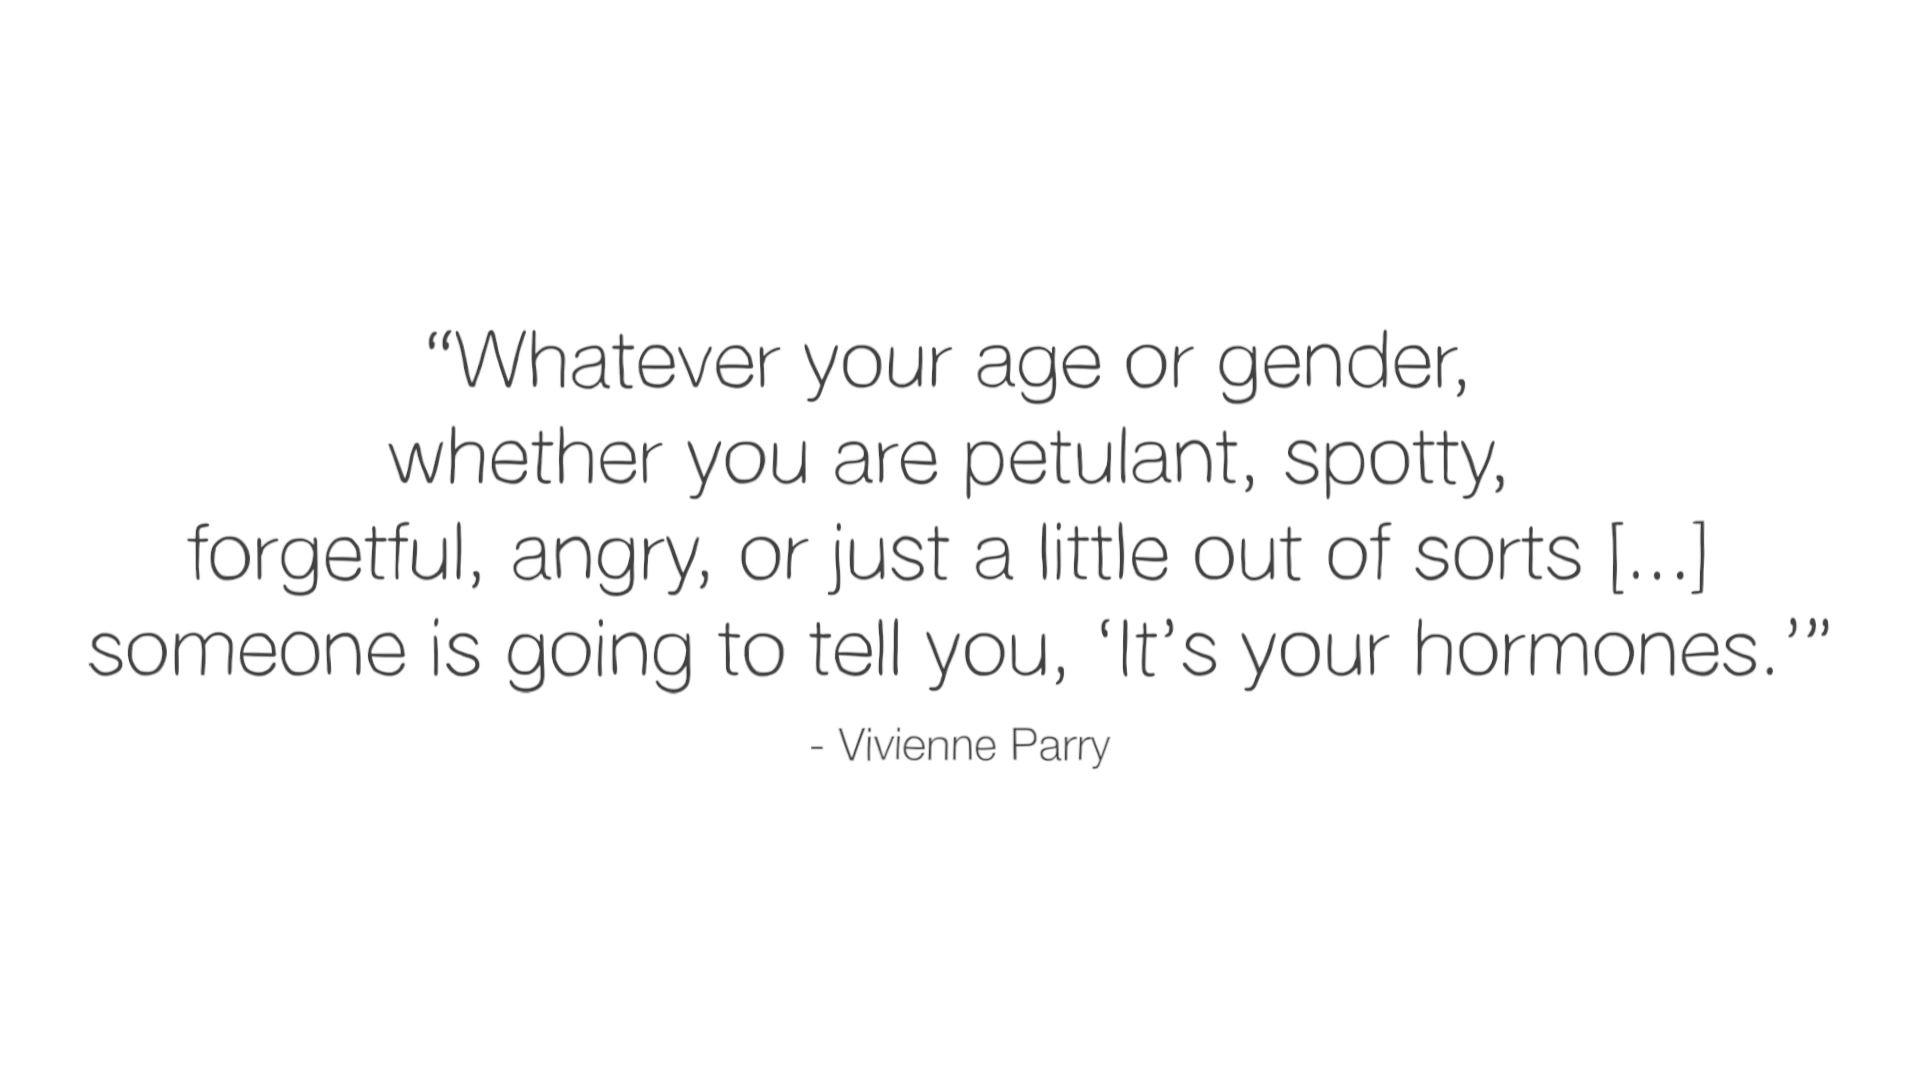 “Whatever your age or gender,
whether you are petulant, spotty,
forgetful, angry, or just a little out of sorts [...]
someone is going to tell you, ‘It’s your hormones.’”
- Vivienne Parry